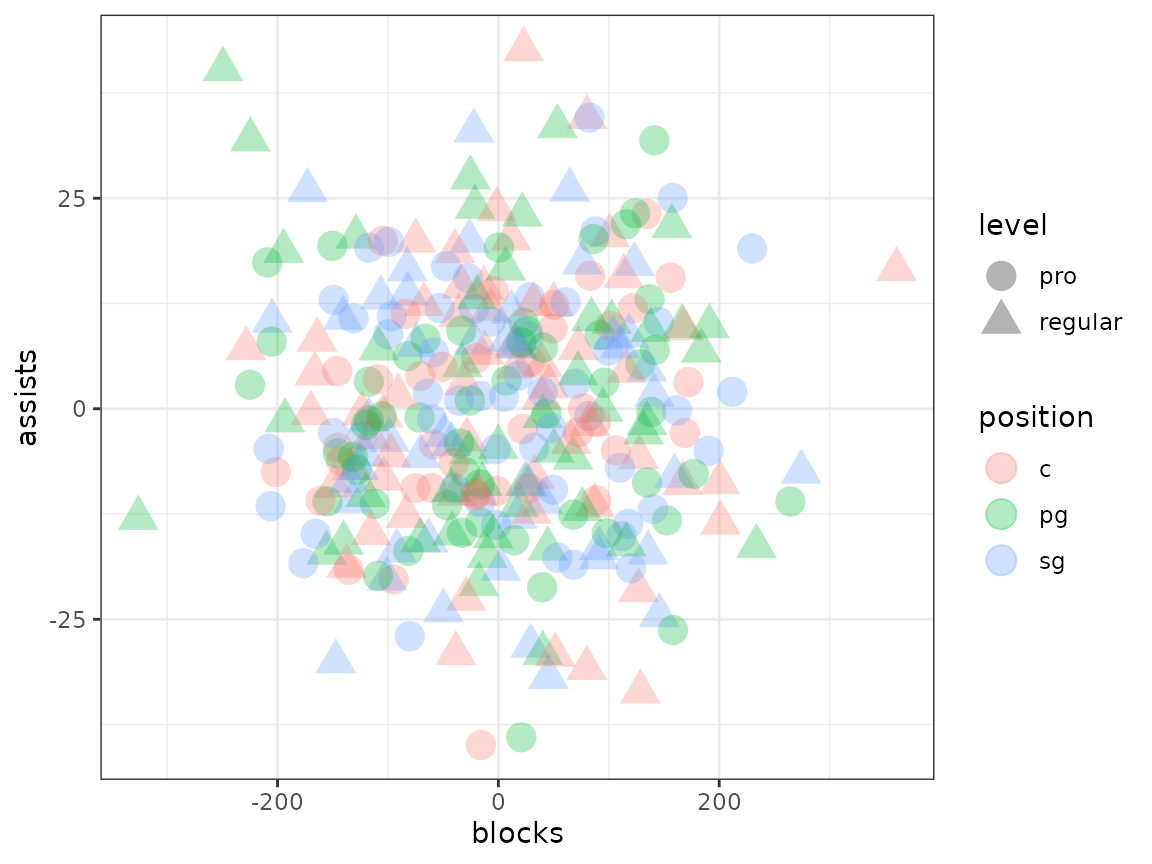 25
0
-25
assists
-200 0 200
blocks
level
pro
regular
position
c
pg
sg